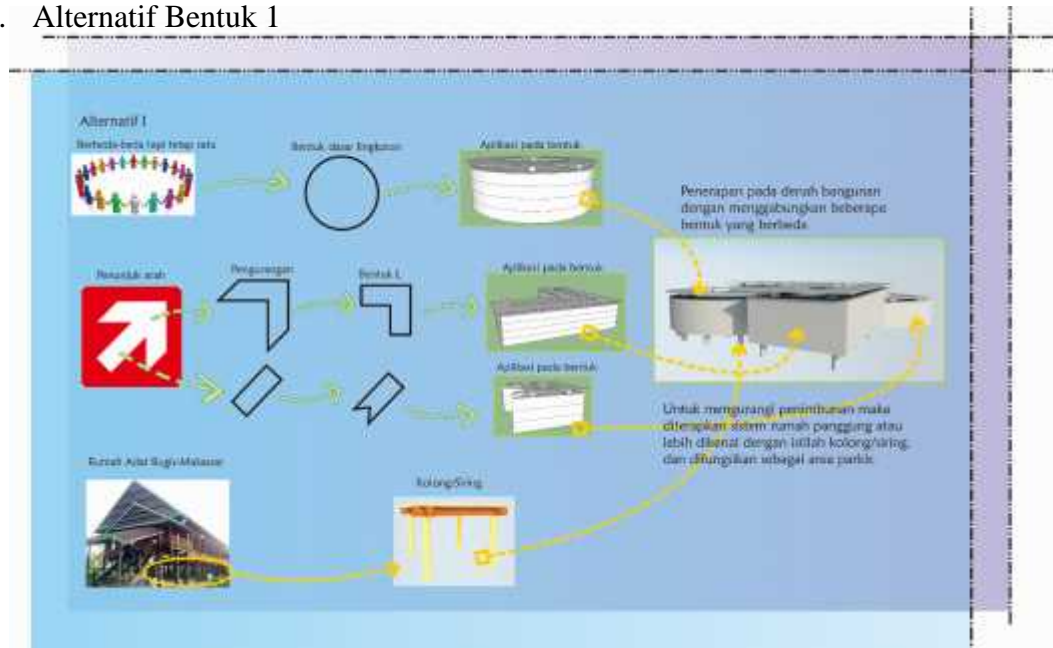 . Alternatif Bentuk 1
Alternatif I
Berbeda-beda tapi tetap satu
Bentuk dasar lingkaran
Aplikasi pada bentuk
Penerapan pada denah bangunan
dengan menggabungkan beberapa
bentuk yang berbeda.
Penunjuk arah
Pengurangan
Bentuk L
Aplikasi pada bentuk
Aplikasi pada bentuk
Untuk mengurangi penimbunan maka
diterapkan sistem rumah panggung atau
lebih dikenal dengan istilah kolong/siring,
dan difungsikan sebagai area parkir.
Rumah Adat Bugis-Makassar
Kolong/Siring